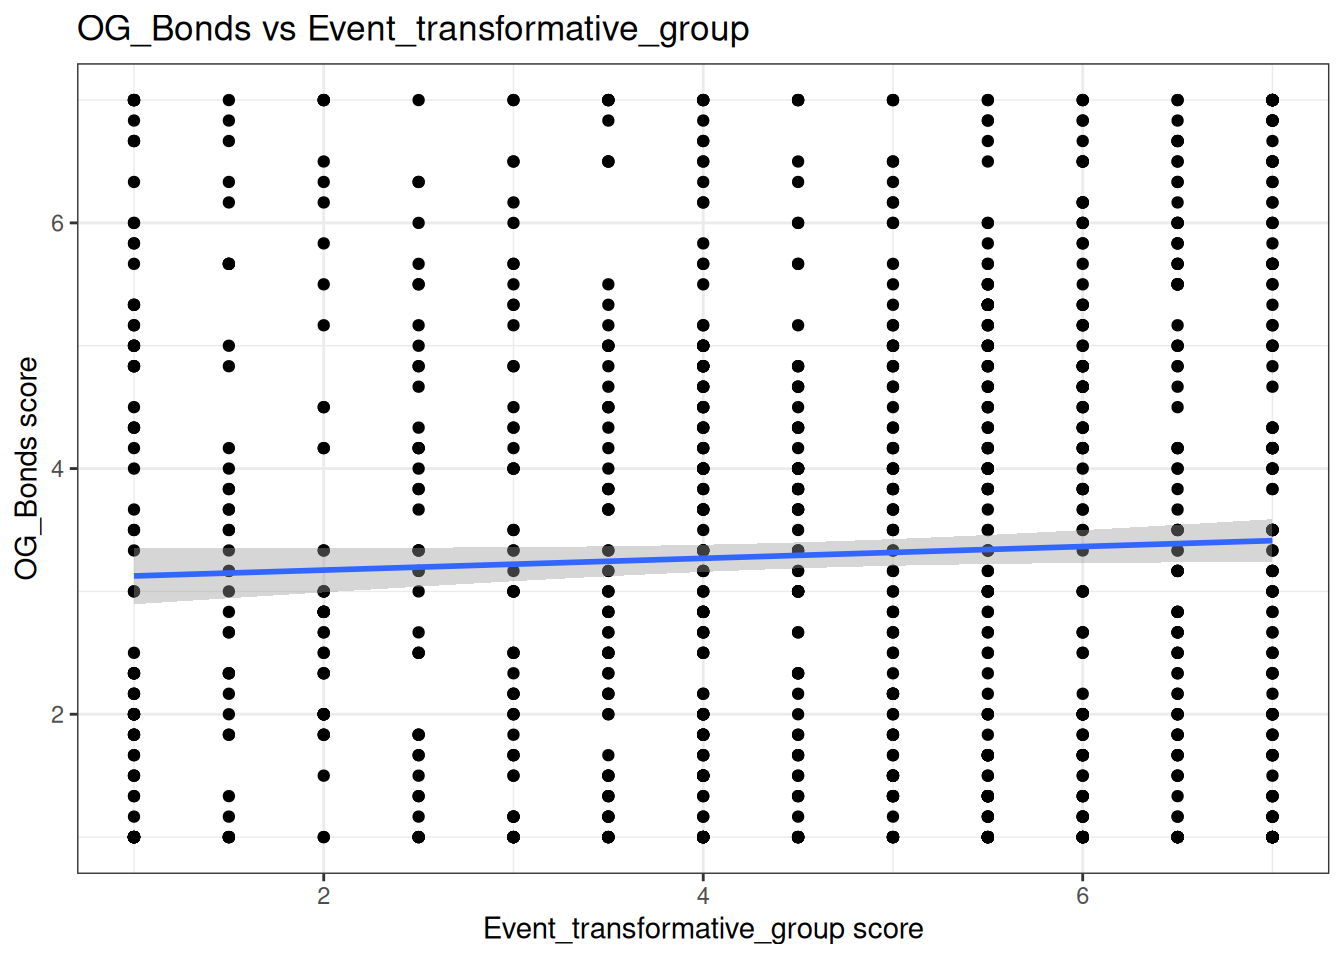 OG_Bonds vs Event_transformative_group
6
4
2
OG_Bonds score
2 4 6
Event_transformative_group score